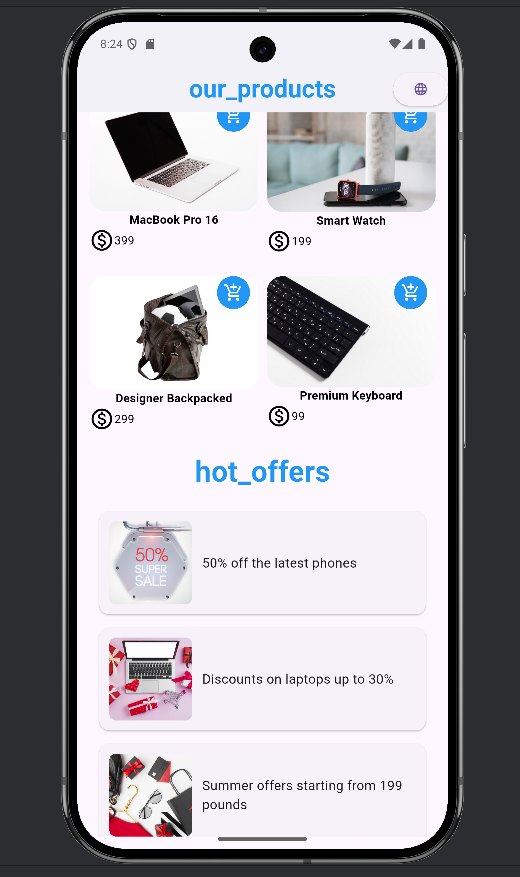 8:24
our_products
MacBook Pro 16
Smart Watch
$ 399
$ 199
Designer Backpacked
Premium Keyboard
$ 299
$ 99
hot_offers
50%
SUPER
SALE
50% off the latest phones
Discounts on laptops up to 30%
Summer offers starting from 199
pounds